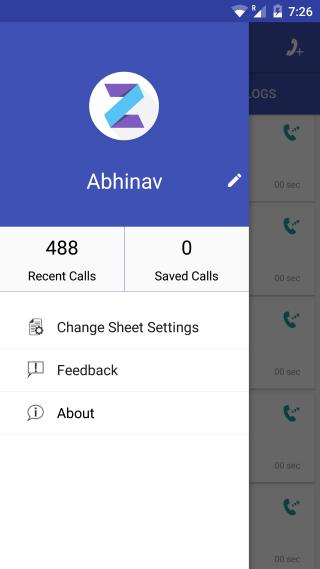 R
7:26
LOGS
Abhinav
488
Recent Calls
0
Saved Calls
Change Sheet Settings
Feedback
About
00 sec
00 sec
00 sec
00 sec
00 sec